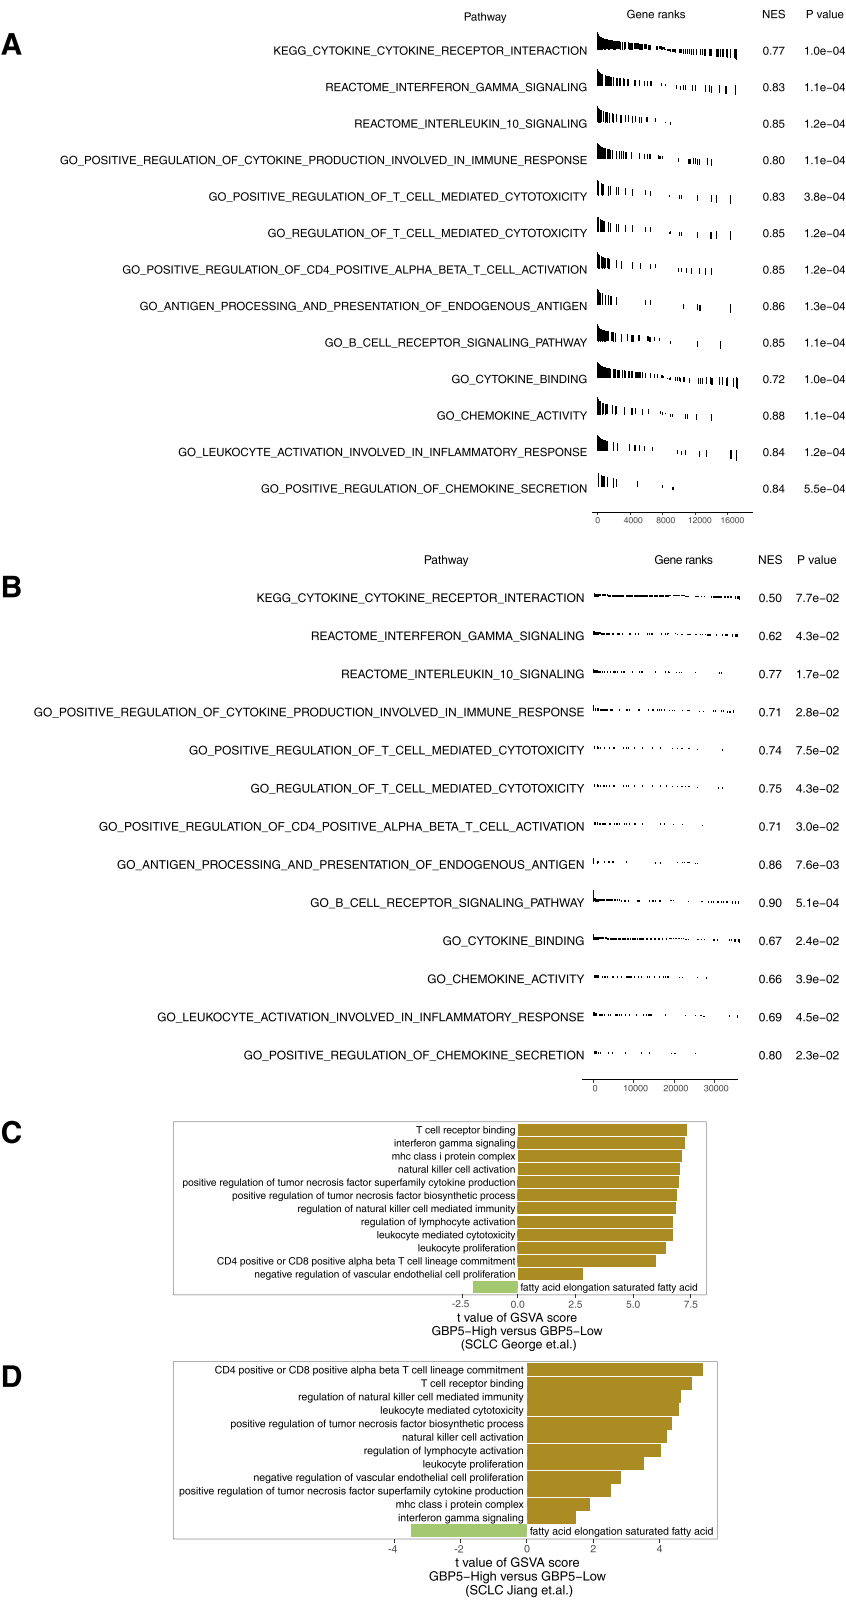 A
Pathway Gene ranks NES P value
KEGG_CYTOKINE_CYTOKINE_RECEPTOR_INTERACTION 0.77 1.0e−04
REACTOME_INTERFERON_GAMMA_SIGNALING 0.83 1.1e−04
REACTOME_INTERLEUKIN_10_SIGNALING 0.85 1.2e−04
GO_POSITIVE_REGULATION_OF_CYTOKINE_PRODUCTION_INVOLVED_IN_IMMUNE_RESPONSE 0.80 1.1e−04
GO_POSITIVE_REGULATION_OF_T_CELL_MEDIATED_CYTOTOXICITY 0.83 3.8e−04
GO_REGULATION_OF_T_CELL_MEDIATED_CYTOTOXICITY 0.85 1.2e−04
GO_POSITIVE_REGULATION_OF_CD4_POSITIVE_ALPHA_BETA_T_CELL_ACTIVATION 0.85 1.2e−04
GO_ANTIGEN_PROCESSING_AND_PRESENTATION_OF_ENDOGENOUS_ANTIGEN 0.86 1.3e−04
GO_B_CELL_RECEPTOR_SIGNALING_PATHWAY 0.85 1.1e−04
GO_CYTOKINE_BINDING 0.72 1.0e−04
GO_CHEMOKINE_ACTIVITY 0.88 1.1e−04
GO_LEUKOCYTE_ACTIVATION_INVOLVED_IN_INFLAMMATORY_RESPONSE 0.84 1.2e−04
GO_POSITIVE_REGULATION_OF_CHEMOKINE_SECRETION 0.84 5.5e−04
0 4000 8000 12000 16000
B
Pathway Gene ranks NES P value
KEGG_CYTOKINE_CYTOKINE_RECEPTOR_INTERACTION 0.50 7.7e−02
REACTOME_INTERFERON_GAMMA_SIGNALING 0.62 4.3e−02
REACTOME_INTERLEUKIN_10_SIGNALING 0.77 1.7e−02
GO_POSITIVE_REGULATION_OF_CYTOKINE_PRODUCTION_INVOLVED_IN_IMMUNE_RESPONSE 0.71 2.8e−02
GO_POSITIVE_REGULATION_OF_T_CELL_MEDIATED_CYTOTOXICITY 0.74 7.5e−02
GO_REGULATION_OF_T_CELL_MEDIATED_CYTOTOXICITY 0.75 4.3e−02
GO_POSITIVE_REGULATION_OF_CD4_POSITIVE_ALPHA_BETA_T_CELL_ACTIVATION 0.71 3.0e−02
GO_ANTIGEN_PROCESSING_AND_PRESENTATION_OF_ENDOGENOUS_ANTIGEN 0.86 7.6e−03
GO_B_CELL_RECEPTOR_SIGNALING_PATHWAY 0.90 5.1e−04
GO_CYTOKINE_BINDING 0.67 2.4e−02
GO_CHEMOKINE_ACTIVITY 0.66 3.9e−02
GO_LEUKOCYTE_ACTIVATION_INVOLVED_IN_INFLAMMATORY_RESPONSE 0.69 4.5e−02
GO_POSITIVE_REGULATION_OF_CHEMOKINE_SECRETION 0.80 2.3e−02
0 10000 20000 30000
C
T cell receptor binding
interferon gamma signaling
mhc class i protein complex
natural killer cell activation
positive regulation of tumor necrosis factor superfamily cytokine production
positive regulation of tumor necrosis factor biosynthetic process
regulation of natural killer cell mediated immunity
regulation of lymphocyte activation
leukocyte mediated cytotoxicity
leukocyte proliferation
CD4 positive or CD8 positive alpha beta T cell lineage commitment
negative regulation of vascular endothelial cell proliferation
fatty acid elongation saturated fatty acid
-2.5 0.0 2.5 5.0 7.5
t value of GSVA score
GBP5−High versus GBP5−Low
(SCLC George et.al.)
D
CD4 positive or CD8 positive alpha beta T cell lineage commitment
T cell receptor binding
regulation of natural killer cell mediated immunity
leukocyte mediated cytotoxicity
positive regulation of tumor necrosis factor biosynthetic process
natural killer cell activation
regulation of lymphocyte activation
leukocyte proliferation
negative regulation of vascular endothelial cell proliferation
positive regulation of tumor necrosis factor superfamily cytokine production
mhc class i protein complex
interferon gamma signaling
fatty acid elongation saturated fatty acid
-4 -2 0 2 4
t value of GSVA score
GBP5−High versus GBP5−Low
(SCLC Jiang et.al.)